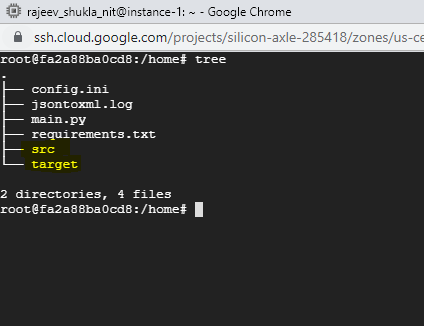 rajeev_shukla_nit@instance-1: ~ - Google Chrome
ssh.cloud.google.com/projects/silicon-axle-285418/zones/us-ce
root@fa2a88ba0cd8:/home# tree
.
├── config.ini
├── jsontoxml.log
├── main.py
├── requirements.txt
├── src
└── target
2 directories, 4 files
root@fa2a88ba0cd8:/home#